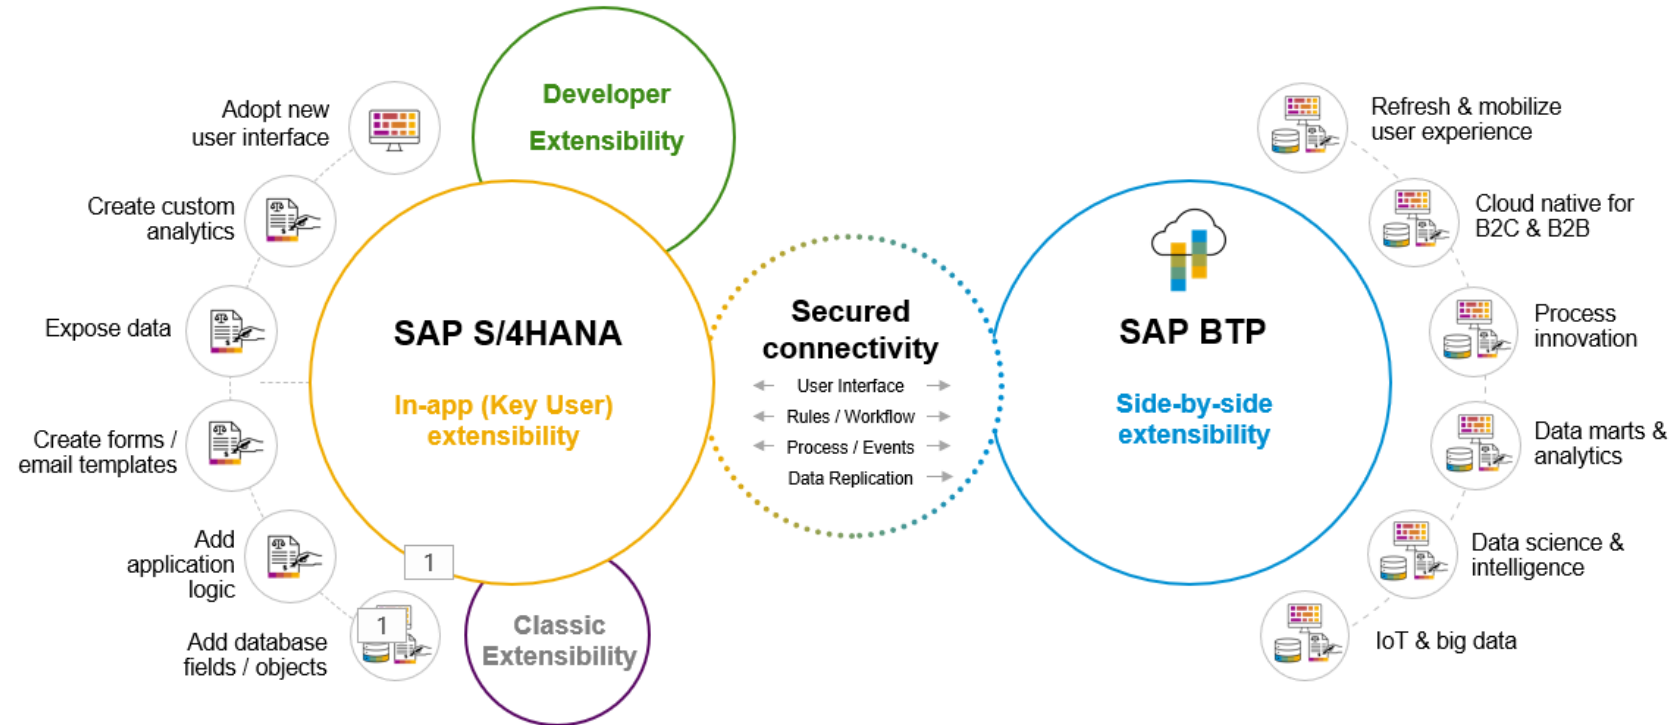 Developer
Extensibility
Adopt new
user interface
Create custom
analytics
Expose data
Create forms /
email templates
Add
application
logic
Add database
fields / objects
SAP S/4HANA
In-app (Key User)
extensibility
1
1
Classic
Extensibility
Secured
connectivity
User Interface
Rules / Workflow
Process / Events
Data Replication
SAP BTP
Side-by-side
extensibility
Refresh & mobilize
user experience
Cloud native for
B2C & B2B
Process
innovation
Data marts &
analytics
Data science &
intelligence
IoT & big data